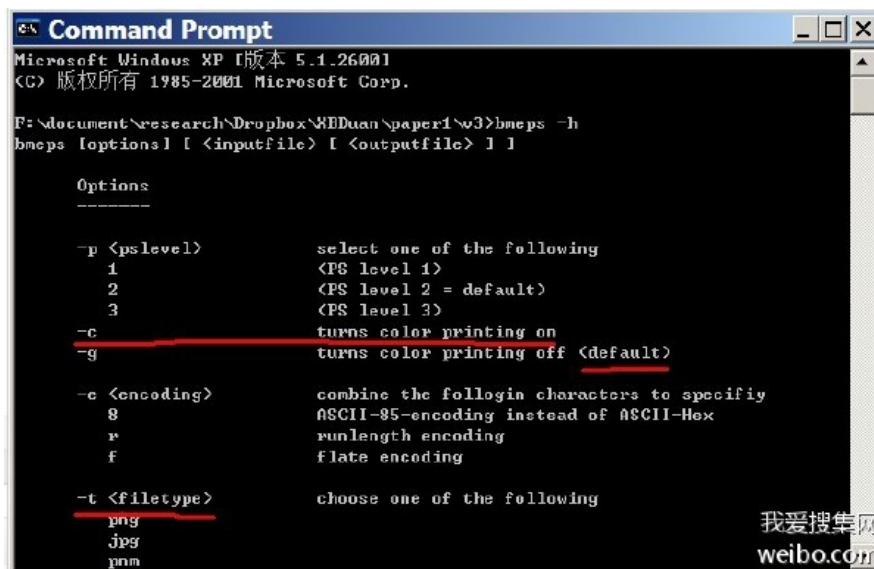 Command Prompt
Microsoft Windows XP [版本 5.1.2600]
(C) 版权所有 1985-2001 Microsoft Corp.
F:\document\research\Dropbox\XBDuan\paper1\v3>bmeps -h
bmeps [options] [ <inputfile> [ <outputfile> ] ]
Options
-------
-p <pslevel> select one of the following
1 (PS level 1)
2 (PS level 2 = default)
3 (PS level 3)
-c turns color printing on
-g turns color printing off (default)
-e <encoding> combine the follogin characters to specifiy
8 ASCII-85-encoding instead of ASCII-Hex
r runlength encoding
f flate encoding
-t <filetype> choose one of the following
png
jpg
pnm
我爱搜集网
weibo.com